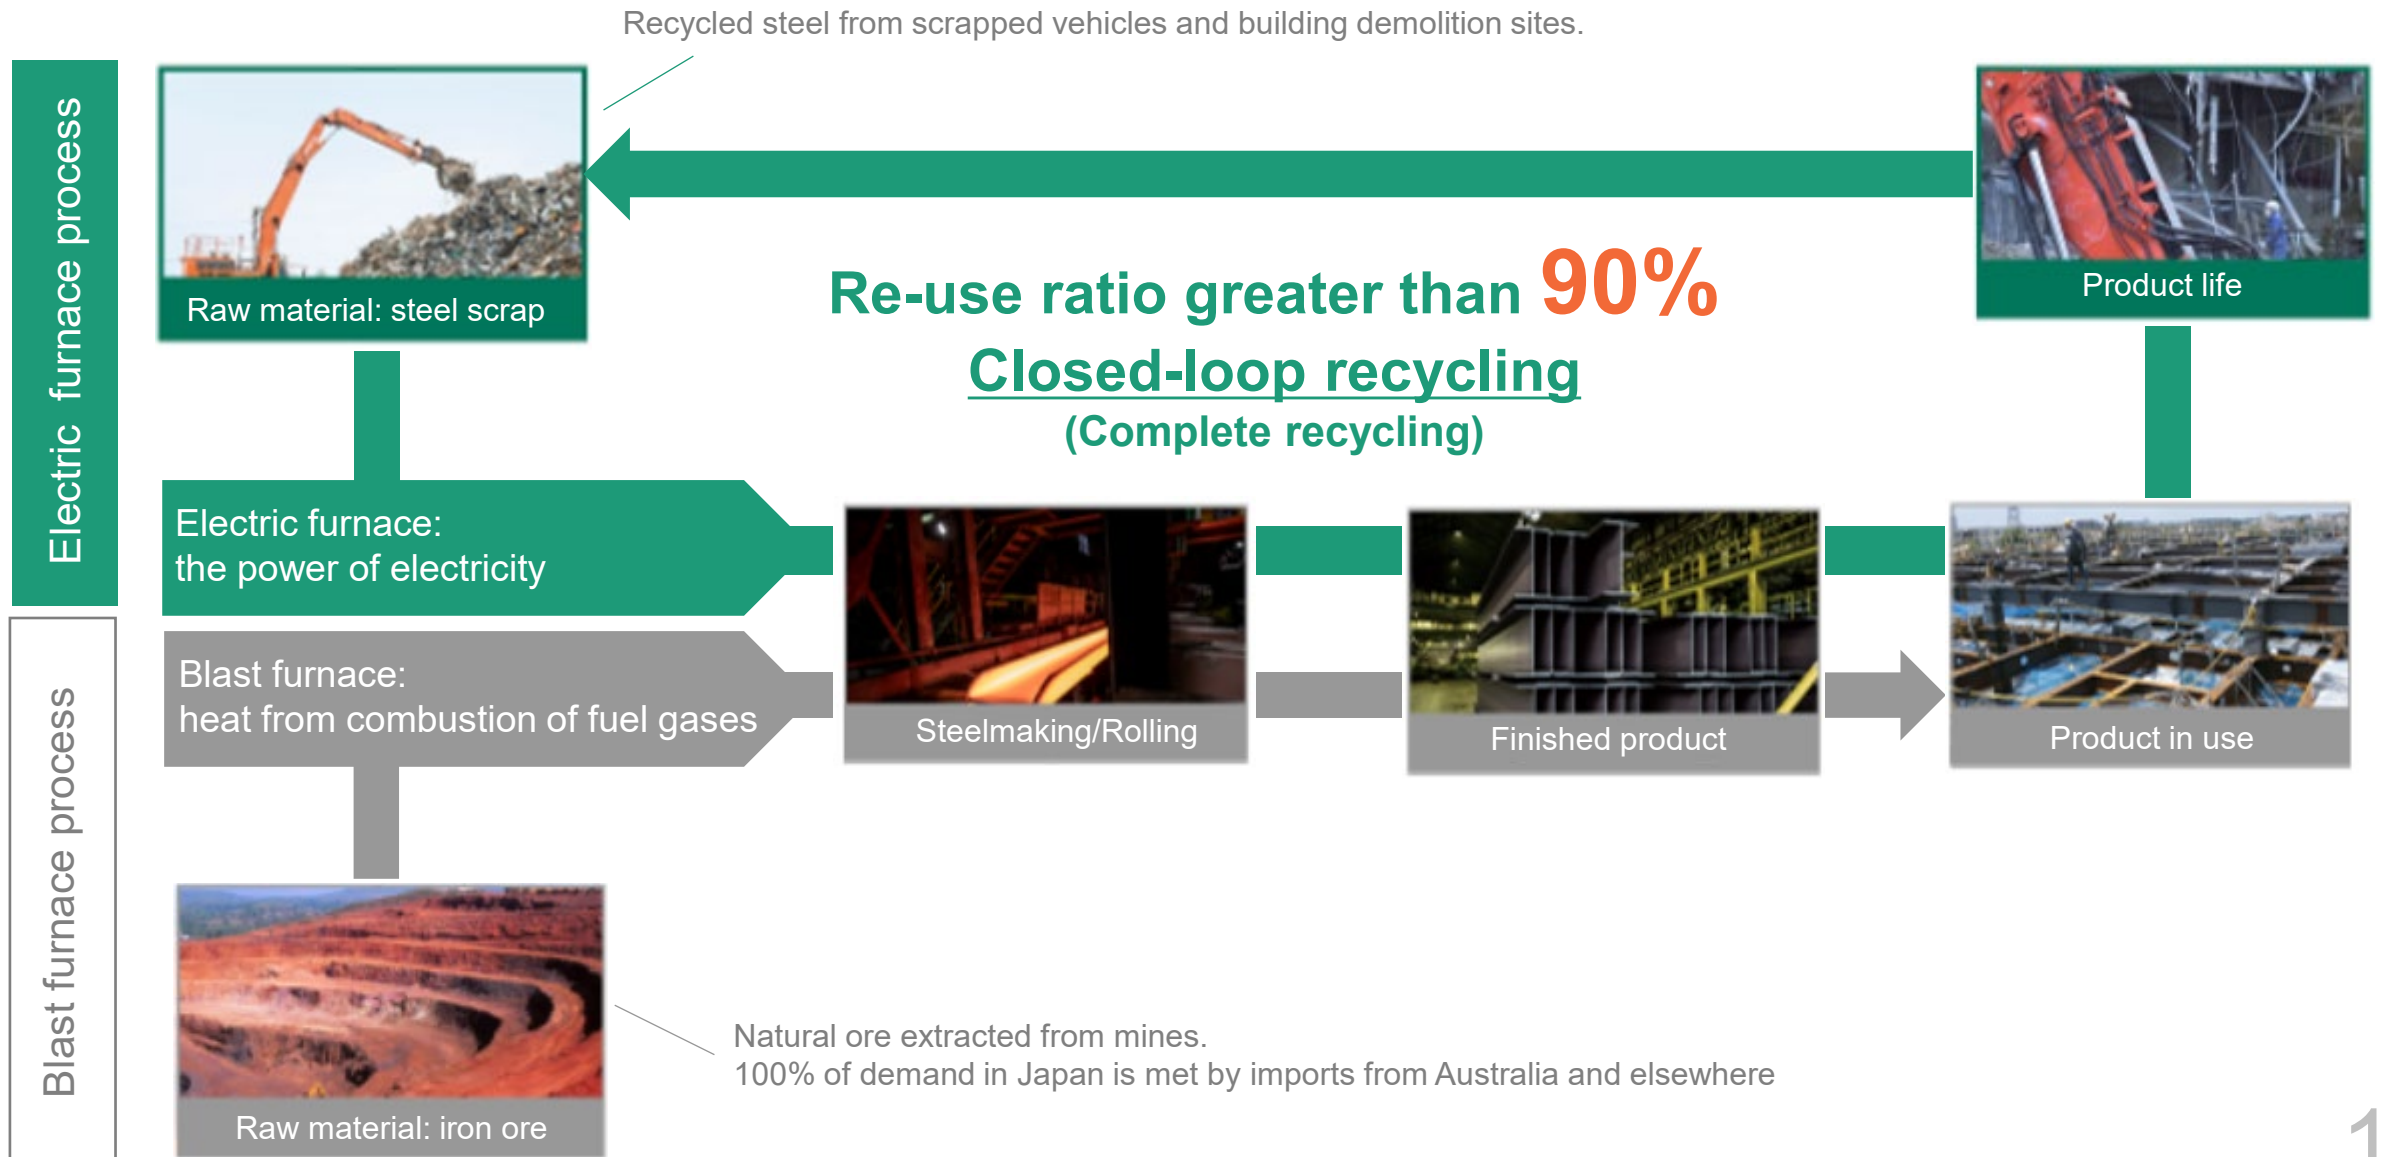 Recycled steel from scrapped vehicles and building demolition sites.
Electric furnace process
Raw material: steel scrap
Product life
Re-use ratio greater than 90%
Closed-loop recycling
(Complete recycling)
Electric furnace:
the power of electricity
Blast furnace:
heat from combustion of fuel gases
Steelmaking/Rolling
Finished product
Product in use
Blast furnace process
Natural ore extracted from mines.
100% of demand in Japan is met by imports from Australia and elsewhere
Raw material: iron ore
1